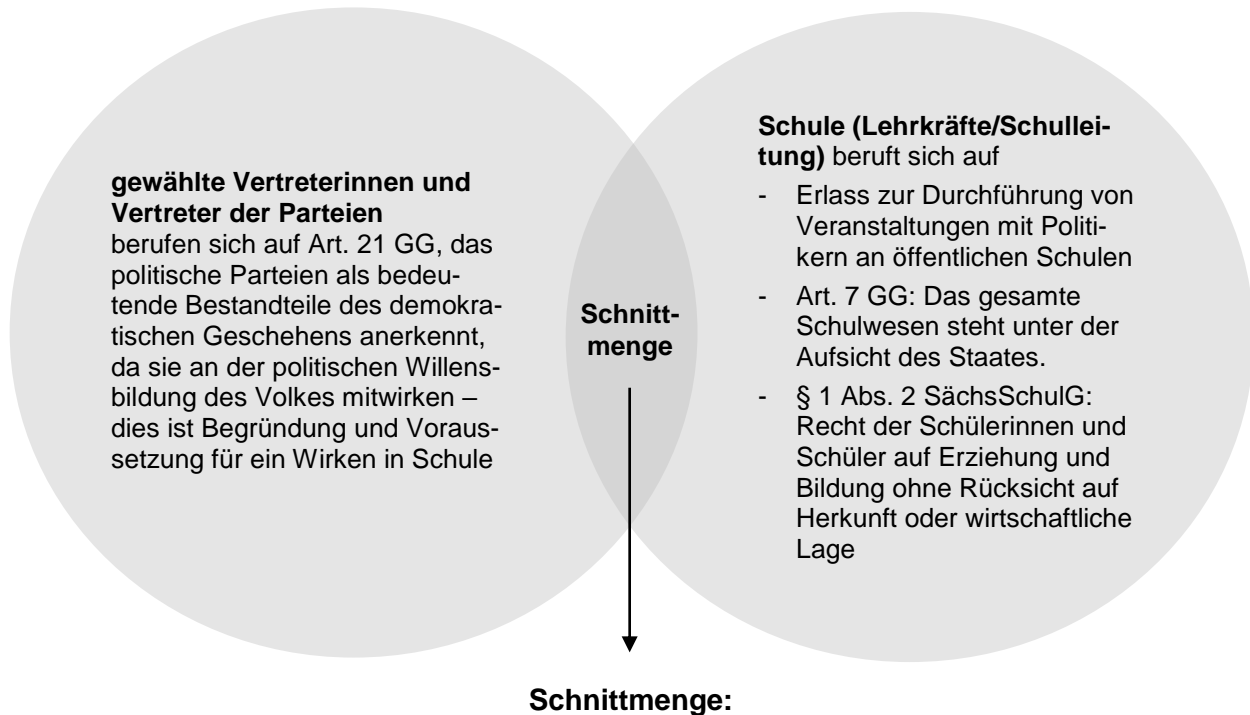 gewählte Vertreterinnen und
Vertreter der Parteien
berufen sich auf Art. 21 GG, das
politische Parteien als bedeu-
tende Bestandteile des demokra-
tischen Geschehens anerkennt,
da sie an der politischen Willens-
bildung des Volkes mitwirken –
dies ist Begründung und Voraus-
setzung für ein Wirken in Schule
Schnitt-
menge
Schule (Lehrkräfte/Schullei-
tung) beruft sich auf
- Erlass zur Durchführung von
Veranstaltungen mit Politi-
kern an öffentlichen Schulen
- Art. 7 GG: Das gesamte
Schulwesen steht unter der
Aufsicht des Staates.
- § 1 Abs. 2 SächsSchulG:
Recht der Schülerinnen und
Schüler auf Erziehung und
Bildung ohne Rücksicht auf
Herkunft oder wirtschaftliche
Lage
Schnittmenge: